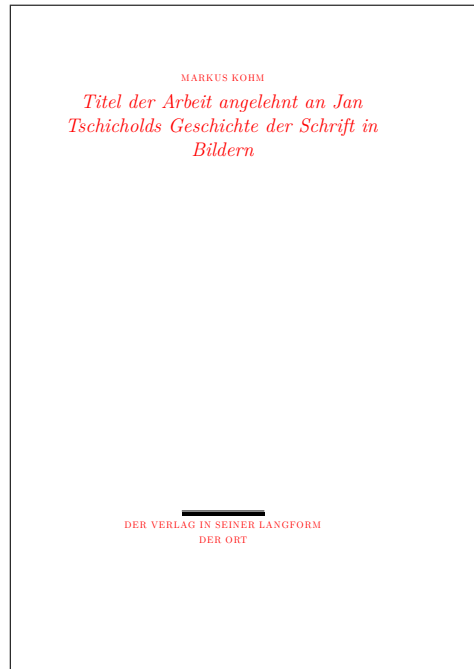 MARKUS KOHM
Titel der Arbeit angelehnt an Jan
Tschicholds Geschichte der Schrift in
Bildern
DER VERLAG IN SEINER LANGFORM
DER ORT